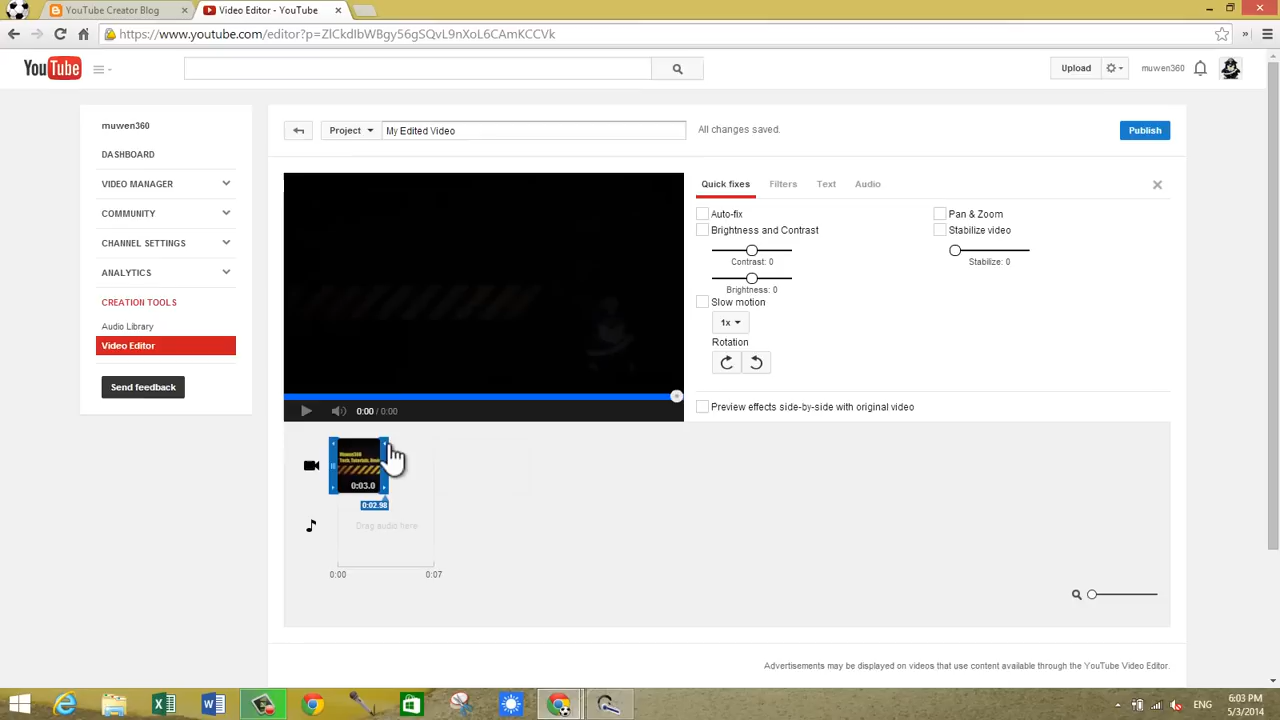 YouTube Creator Blog
Video Editor - YouTube
https://www.youtube.com/editor?p=ZlCkdIbWBgy56gSQvL9nXoL6CAmKCCVk
YouTube
Upload
muwen360
muwen360
DASHBOARD
VIDEO MANAGER
COMMUNITY
CHANNEL SETTINGS
ANALYTICS
CREATION TOOLS
Audio Library
Video Editor
Send feedback
Project
My Edited Video
All changes saved.
Publish
Quick fixes
Filters
Text
Audio
Auto-fix
Brightness and Contrast
Contrast: 0
Brightness: 0
Slow motion
1x
Rotation
Pan & Zoom
Stabilize video
Stabilize: 0
Preview effects side-by-side with original video
0:00 / 0:00
Muwen360
0:03.0
0:02.98
Drag audio here
0:00
0:07
Advertisements may be displayed on videos that use content available through the YouTube Video Editor.
ENG
6:03 PM
5/3/2014